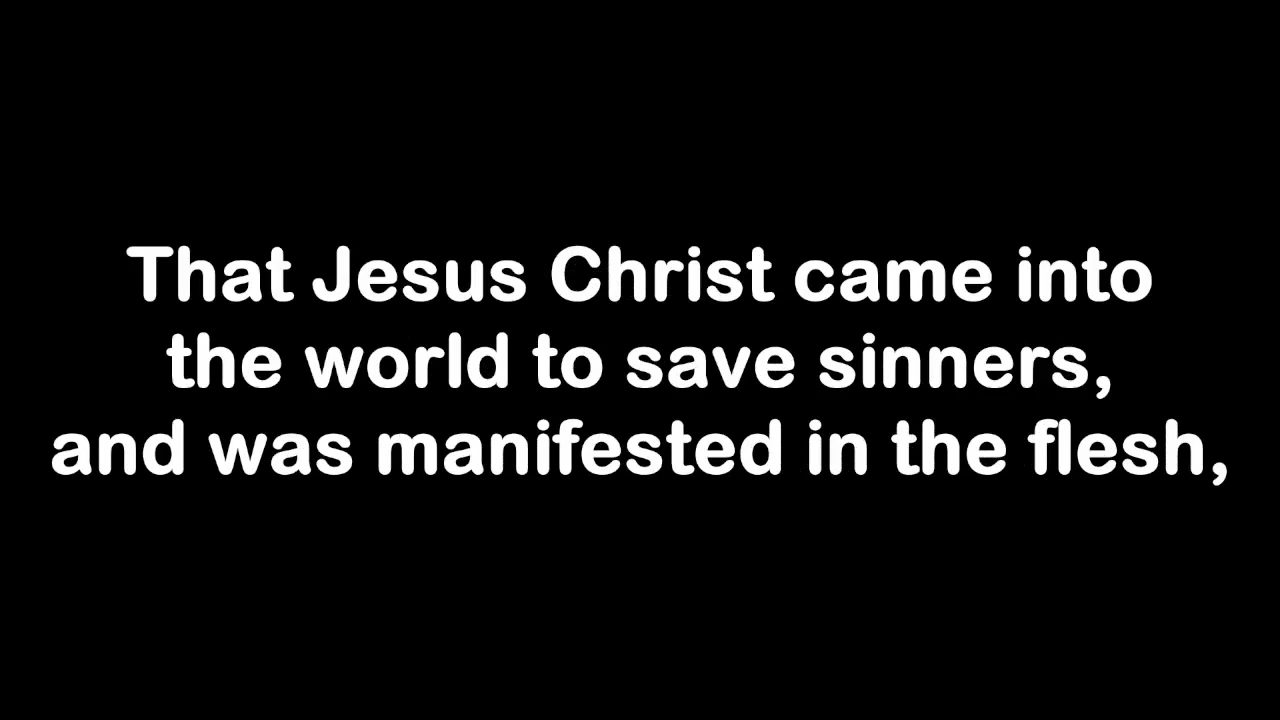 That Jesus Christ came into
the world to save sinners,
and was manifested in the flesh,